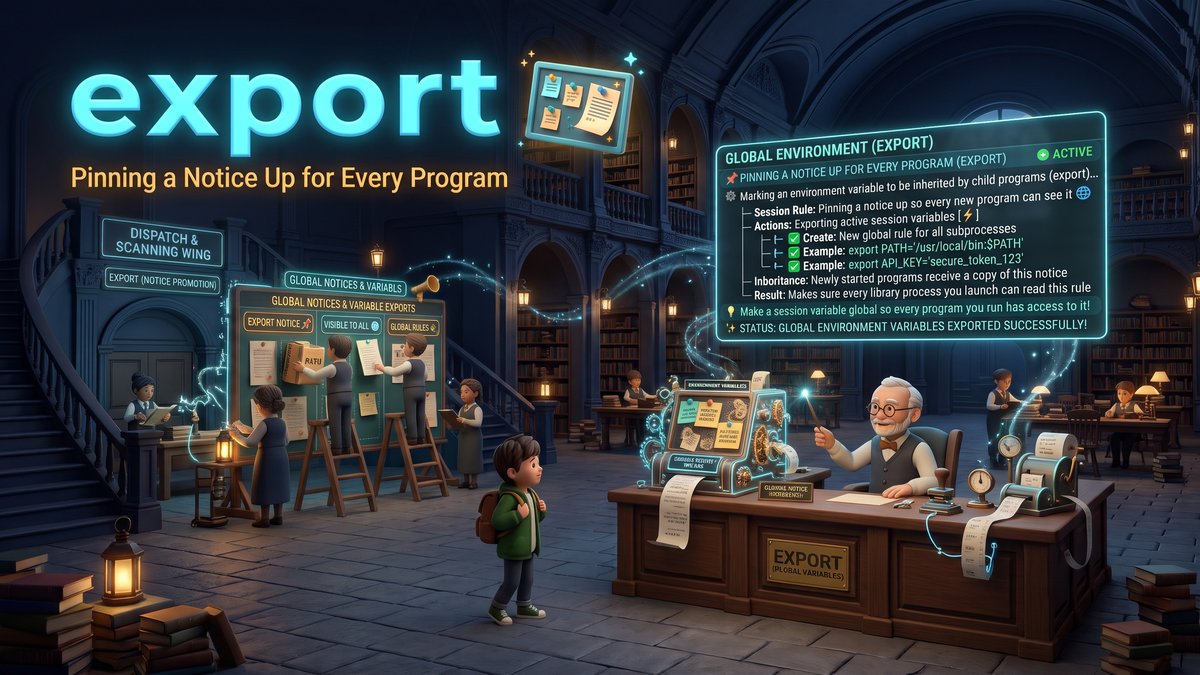 export
Pinning a Notice Up for Every Program
DISPATCH &
SCANNING WING
EXPORT (NOTICE PROMOTION)
GLOBAL NOTICES & VARIABLES
GLOBAL NOTICES & VARIABLE EXPORTS
EXPORT NOTICE
VISIBLE TO ALL
GLOBAL RULES
GLOBAL ENVIRONMENT (EXPORT)
ACTIVE
PINNING A NOTICE UP FOR EVERY PROGRAM (EXPORT)
Marking an environment variable to be inherited by child programs (export)...
Session Rule: Pinning a notice up so every new program can see it
Actions: Exporting active session variables [⚡]
✅ Create: New global rule for all subprocesses
✅ Example: export PATH='/usr/local/bin:$PATH'
✅ Example: export API_KEY='secure_token_123'
Inboritance: Newly started programs receive a copy of this notice
Result: Makes sure every library process you launch can read this rule
Make a session variable global so every program you run has access to it!
STATUS: GLOBAL ENVIRONMENT VARIABLES EXPORTED SUCCESSFULLY!
EXPORT
(PLOBAL VARIABLES)